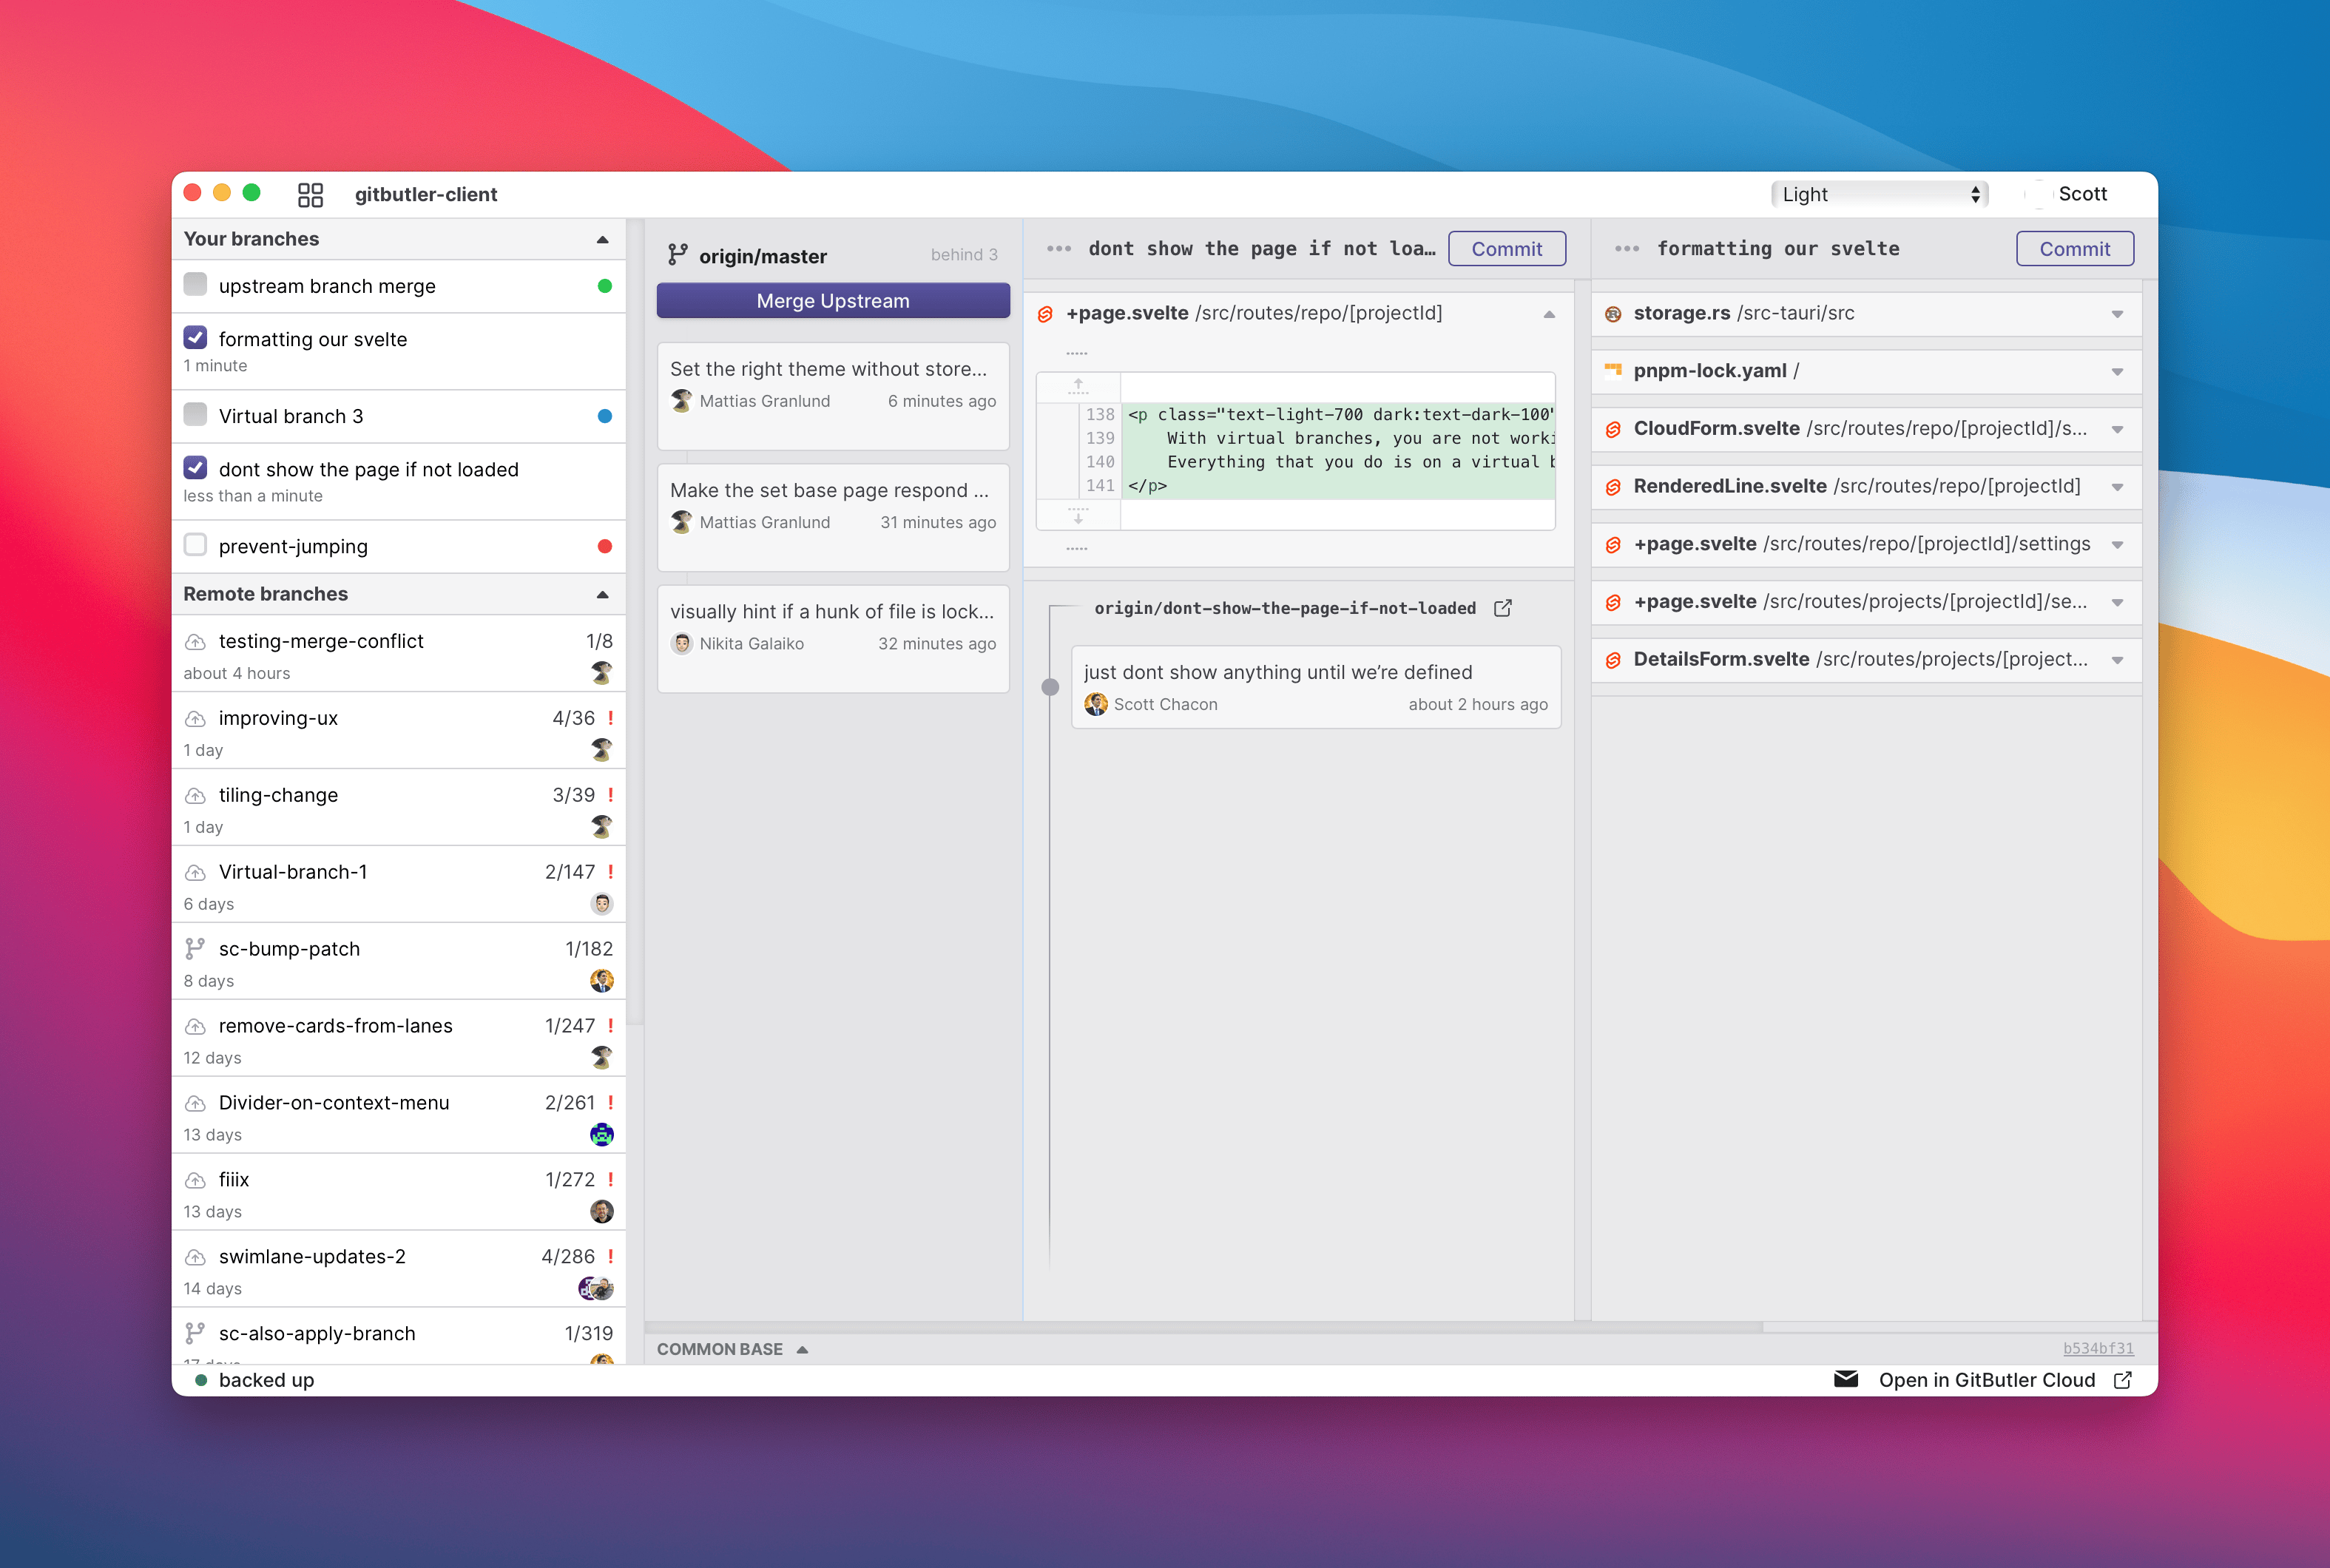 gitbutler-client
Light
Scott
Your branches
upstream branch merge
formatting our svelte
1 minute
Virtual branch 3
dont show the page if not loaded
less than a minute
prevent-jumping
Remote branches
testing-merge-conflict 1/8
about 4 hours
improving-ux 4/36 !
1 day
tiling-change 3/39 !
1 day
Virtual-branch-1 2/147 !
6 days
sc-bump-patch 1/182
8 days
remove-cards-from-lanes 1/247 !
12 days
Divider-on-context-menu 2/261 !
13 days
fiiix 1/272 !
13 days
swimlane-updates-2 4/286 !
14 days
sc-also-apply-branch 1/319
17 days
origin/master behind 3
Merge Upstream
Set the right theme without store...
Mattias Granlund 6 minutes ago
Make the set base page respond ...
Mattias Granlund 31 minutes ago
visually hint if a hunk of file is lock...
Nikita Galaiko 32 minutes ago
dont show the page if not loa… Commit
+page.svelte /src/routes/repo/[projectId]
138 <p class="text-light-700 dark:text-dark-100"
139 With virtual branches, you are not worki
140 Everything that you do is on a virtual b
141 </p>
origin/dont-show-the-page-if-not-loaded
just dont show anything until we’re defined
Scott Chacon about 2 hours ago
formatting our svelte Commit
storage.rs /src-tauri/src
pnpm-lock.yaml /
CloudForm.svelte /src/routes/repo/[projectId]/s...
RenderedLine.svelte /src/routes/repo/[projectId]
+page.svelte /src/routes/repo/[projectId]/settings
+page.svelte /src/routes/projects/[projectId]/se...
DetailsForm.svelte /src/routes/projects/[project...
COMMON BASE b534bf31
backed up
Open in GitButler Cloud